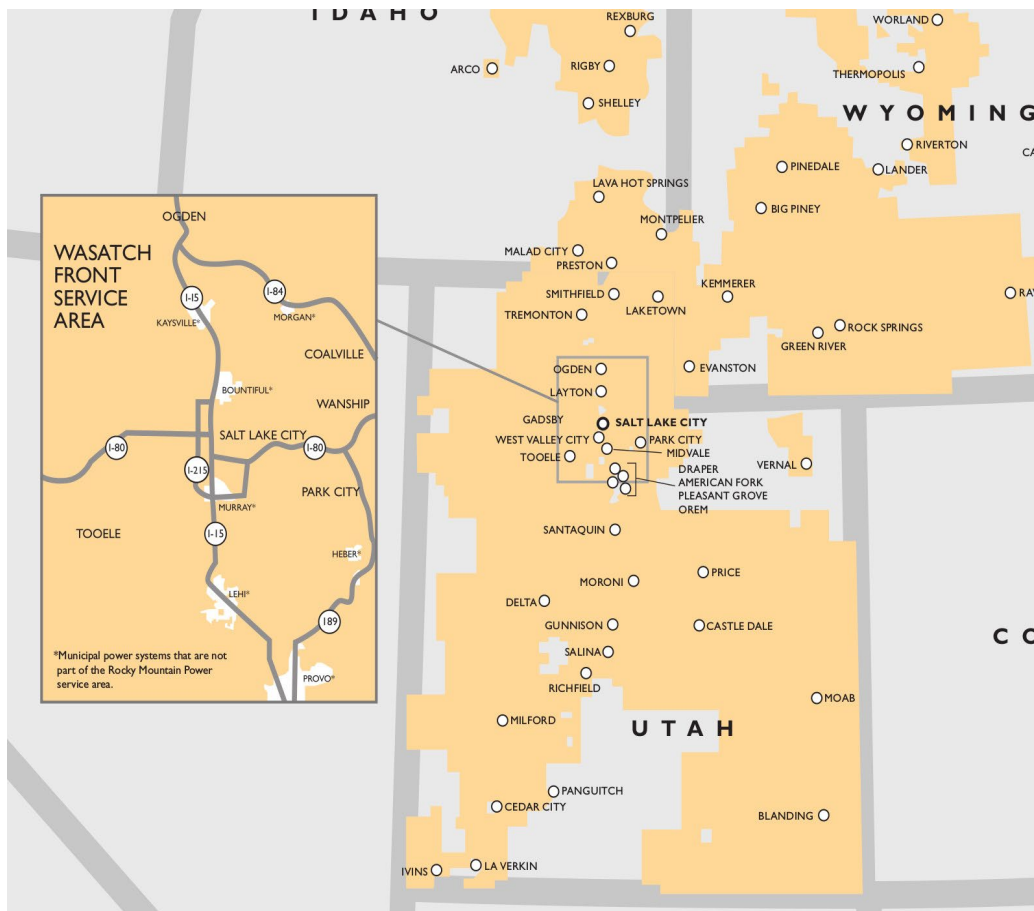 IDAHO
REXBURG
WORLAND
ARCO
RIGBY
THERMOPOLIS
SHELLEY
WYOMING
RIVERTON
PINEDALE
LANDER
LAVA HOT SPRINGS
BIG PINEY
MONTPELIER
MALAD CITY
PRESTON
SMITHFIELD
LAKETOWN
KEMMERER
TREMONTON
ROCK SPRINGS
GREEN RIVER
OGDEN
EVANSTON
LAYTON
GADSBY
SALT LAKE CITY
WEST VALLEY CITY
PARK CITY
MIDVALE
TOOELE
VERNAL
DRAPER
AMERICAN FORK
PLEASANT GROVE
OREM
SANTAQUIN
MORONI
PRICE
DELTA
GUNNISON
CASTLE DALE
SALINA
RICHFIELD
MOAB
MILFORD
UTAH
PANGUITCH
CEDAR CITY
BLANDING
IVINS
LA VERKIN
OGDEN
WASATCH
FRONT
SERVICE
AREA
I-15
I-84
KAYSVILLE*
MORGAN*
COALVILLE
BOUNTIFUL*
WANSHIP
SALT LAKE CITY
I-80
I-80
I-215
PARK CITY
MURRAY*
TOOELE
I-15
HEBER*
LEHI*
189
*Municipal power systems that are not
part of the Rocky Mountain Power
service area.
PROVO*